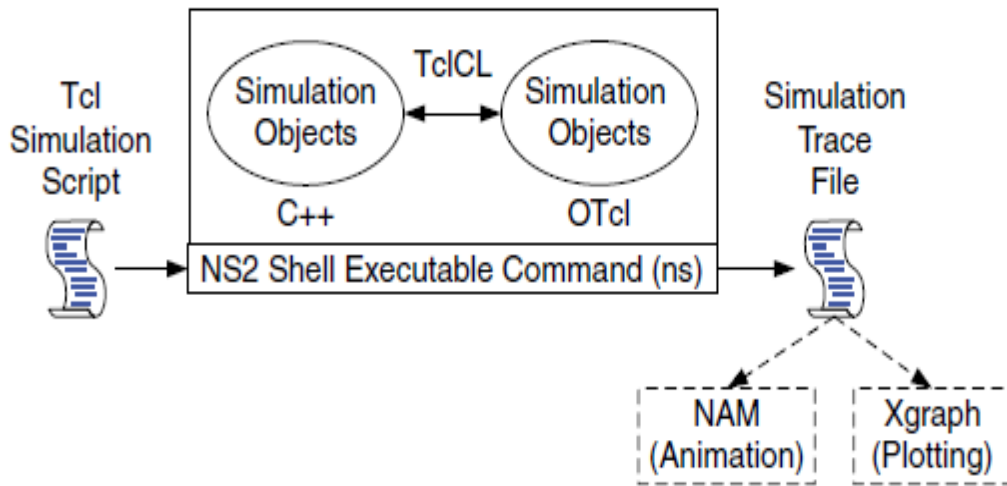 Tcl
Simulation
Script
TclCL
Simulation
Objects
Simulation
Objects
C++
OTcl
NS2 Shell Executable Command (ns)
Simulation
Trace
File
NAM
(Animation)
Xgraph
(Plotting)